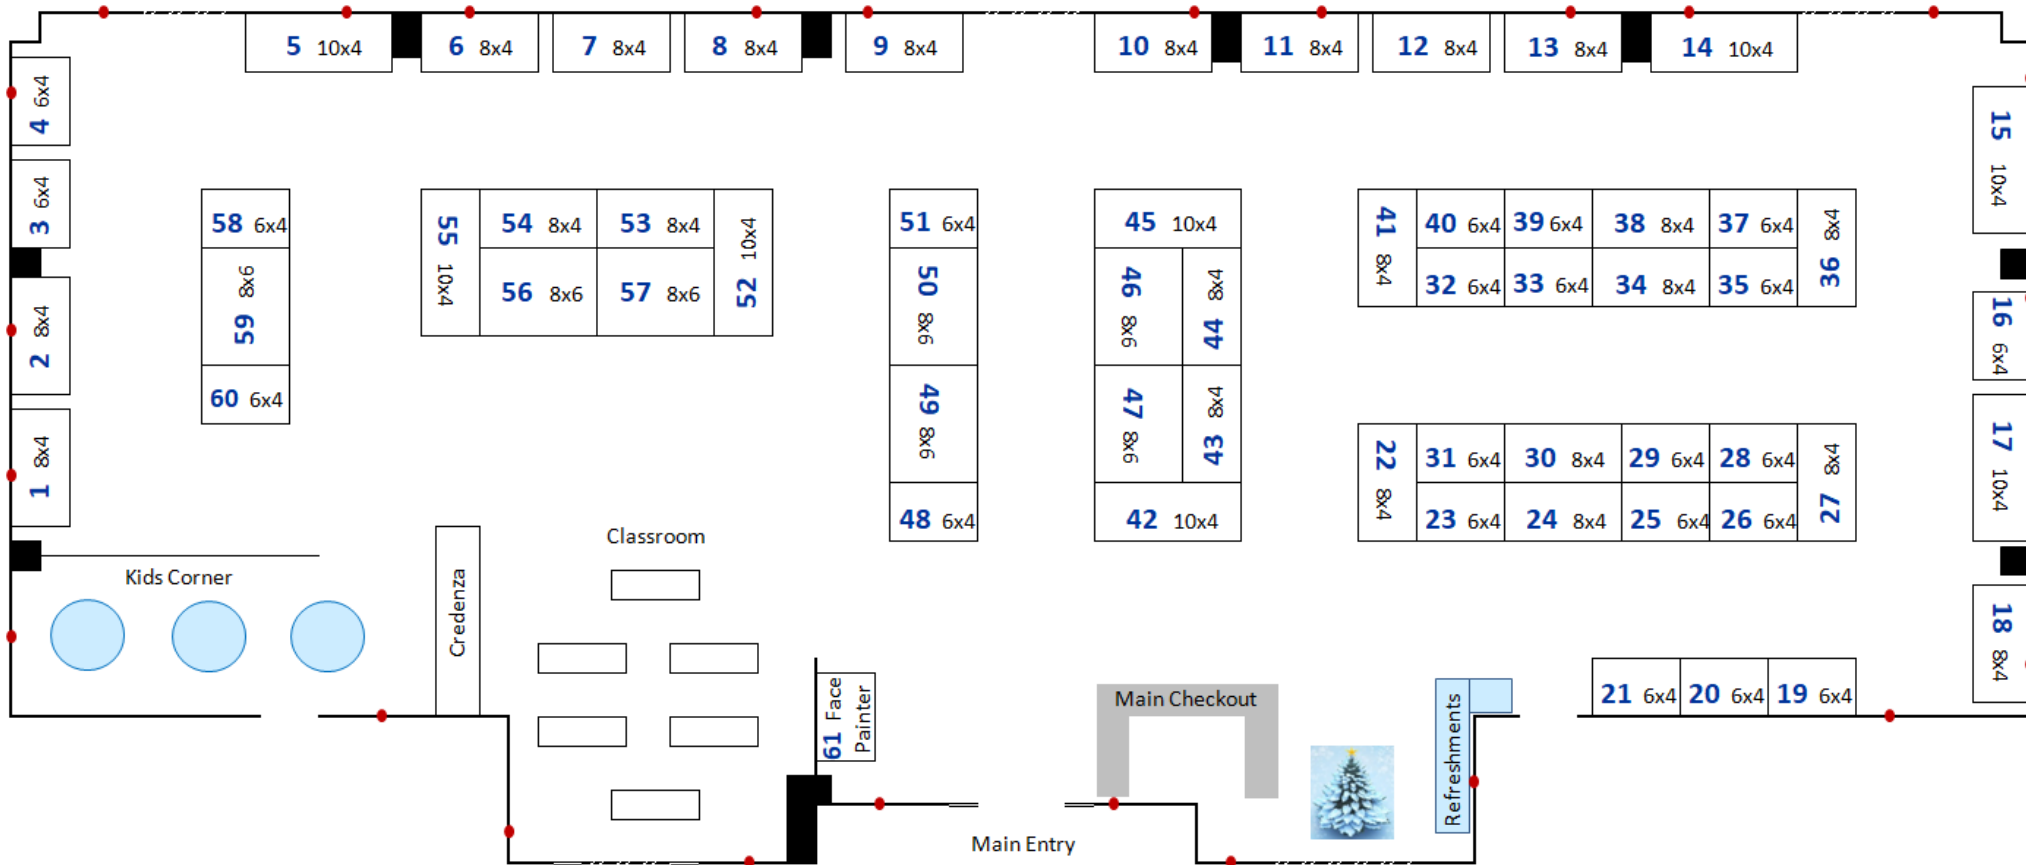 5 10x4
6 8x4
7 8x4
8 8x4
9 8x4
10 8x4
11 8x4
12 8x4
13 8x4
14 10x4
4 6x4
3 6x4
2 8x4
1 8x4
15 10x4
16 6x4
17 10x4
18 8x4
58 6x4
59 8x6
60 6x4
55 10x4
54 8x4
53 8x4
56 8x6
57 8x6
52 10x4
51 6x4
50 8x6
49 8x6
48 6x4
45 10x4
46 8x6
44 8x4
47 8x6
43 8x4
42 10x4
41 8x4
40 6x4
39 6x4
38 8x4
37 6x4
36 8x4
32 6x4
33 6x4
34 8x4
35 6x4
22 8x4
31 6x4
30 8x4
29 6x4
28 6x4
27 8x4
23 6x4
24 8x4
25 6x4
26 6x4
Kids Corner
Credenza
Classroom
61 Face
Painter
Main Checkout
Main Entry
Refreshments
21 6x4
20 6x4
19 6x4